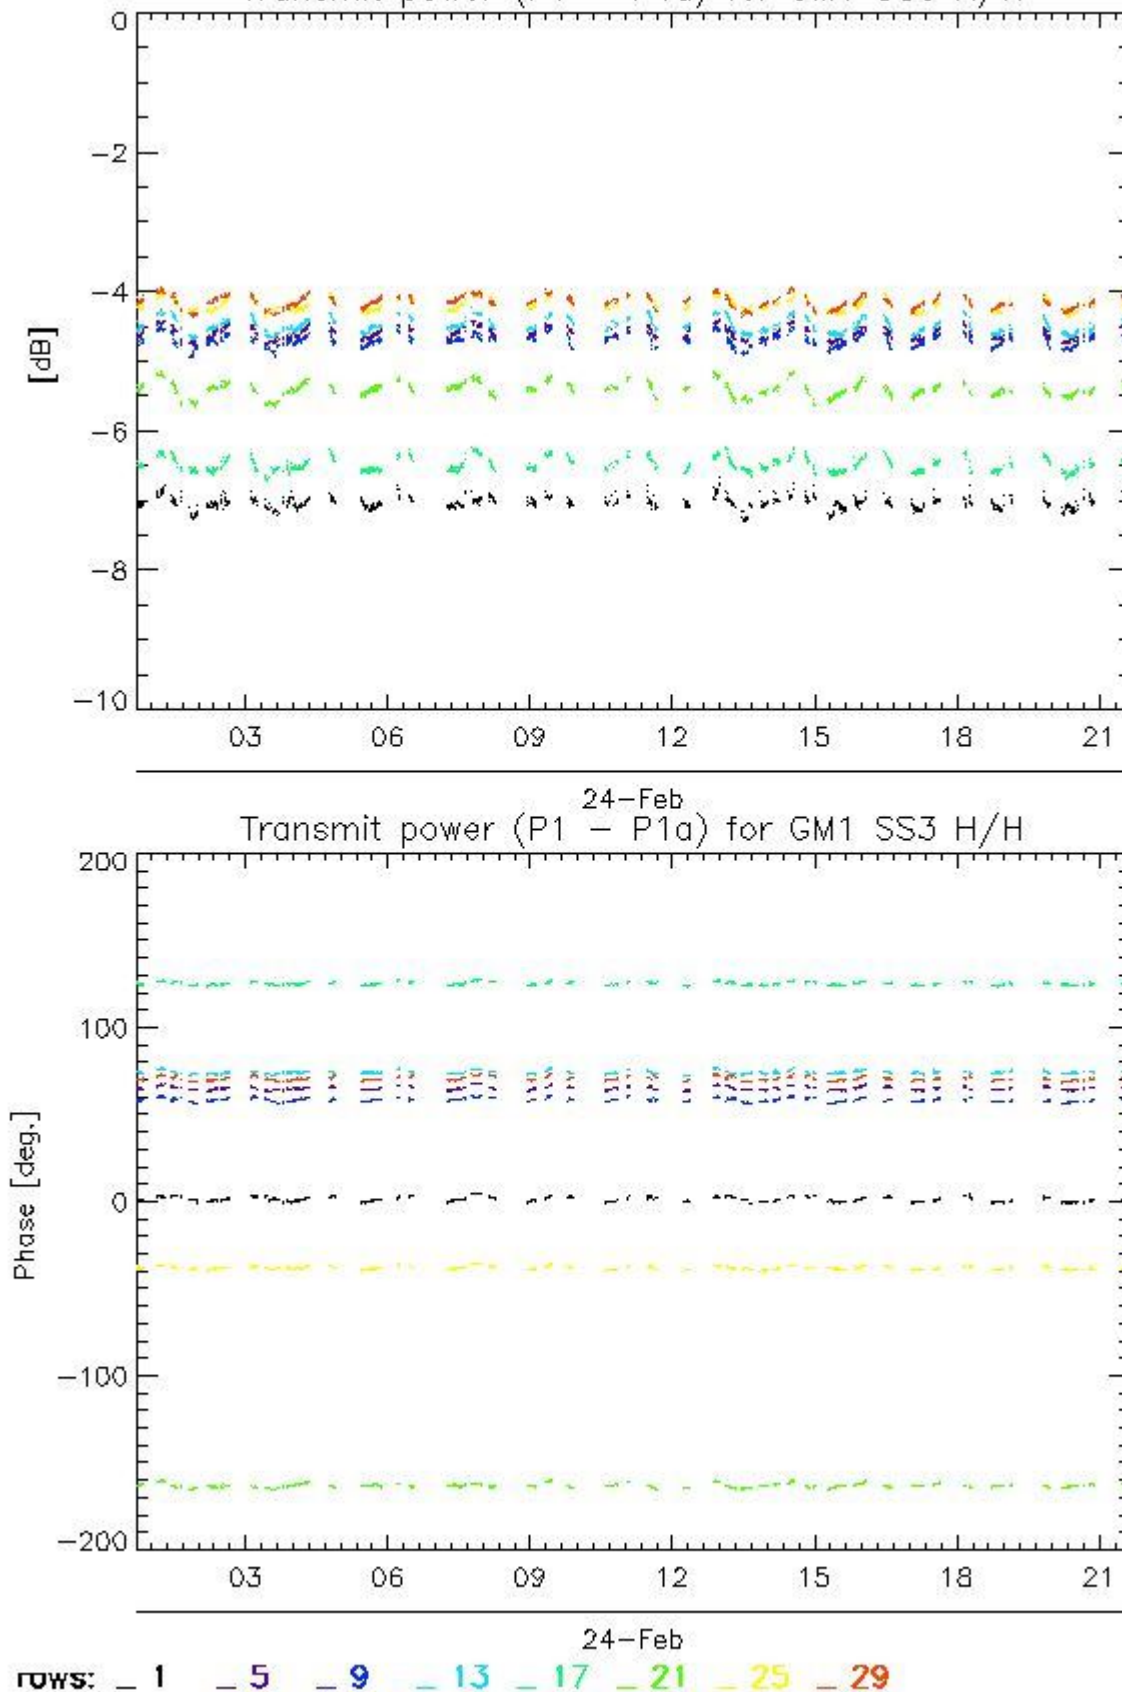 0
−2
−4
[dB]
−6
−8
−10
03 06 09 12 15 18 21
24−Feb
Transmit power (P1 − P1a) for GM1 SS3 H/H
200
100
Phase [deg.]
0
−100
−200
03 06 09 12 15 18 21
24−Feb
rows: _ 1 _ 5 _ 9 _ 13 _ 17 _ 21 _ 25 _ 29